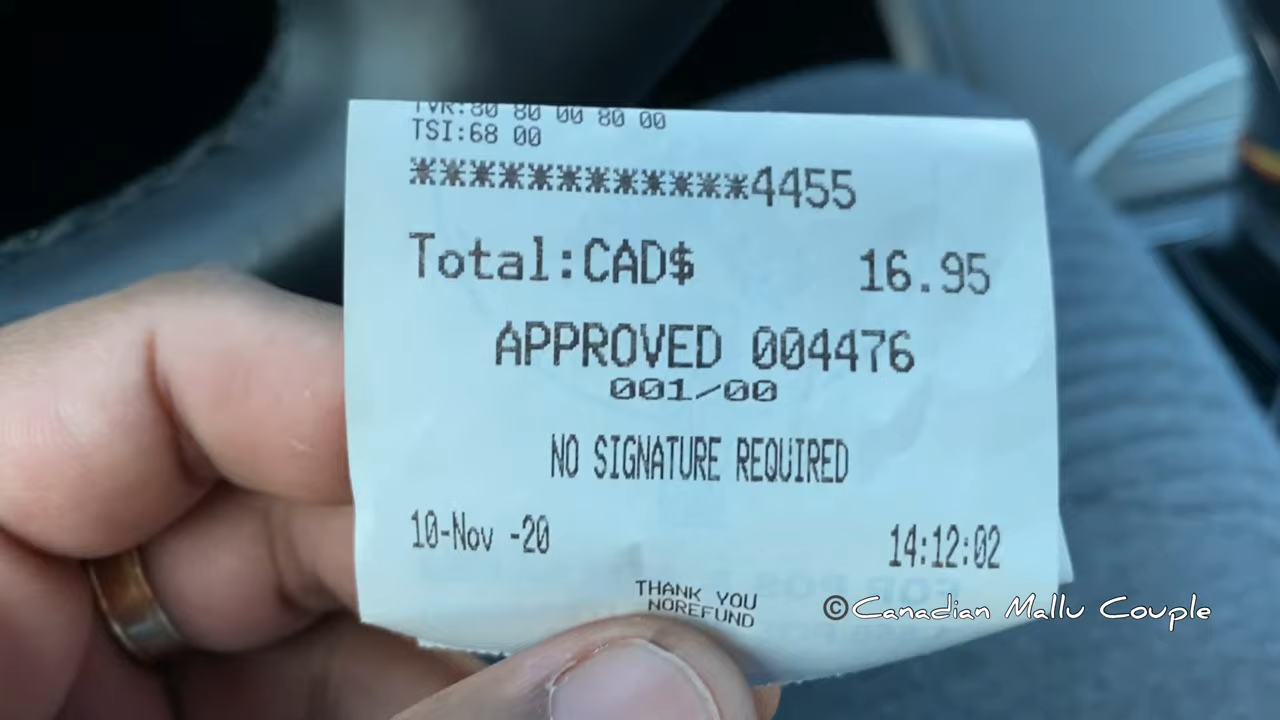 TVR:80 80 00 80 00
TSI:68 00
************4455
Total:CAD$ 16.95
APPROVED 004476
001/00
NO SIGNATURE REQUIRED
10-Nov -20 14:12:02
THANK YOU
NOREFUND
©Canadian Mallu Couple